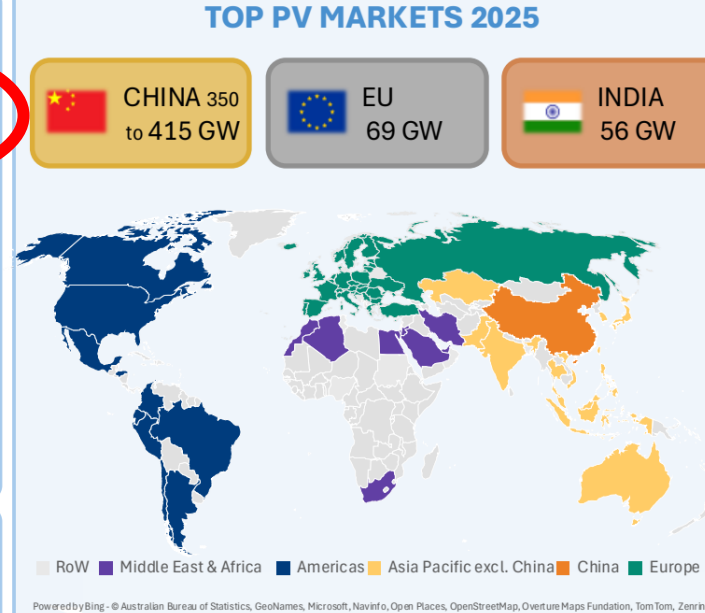 TOP PV MARKETS 2025
CHINA 350
to 415 GW
EU
69 GW
INDIA
56 GW
RoW
Middle East & Africa
Americas
Asia Pacific excl. China
China
Europe
Powered by Bing - © Australian Bureau of Statistics, GeoNames, Microsoft, Navinfo, Open Places, OpenStreetMap, Overture Maps Fundation, TomTom, Zenrin